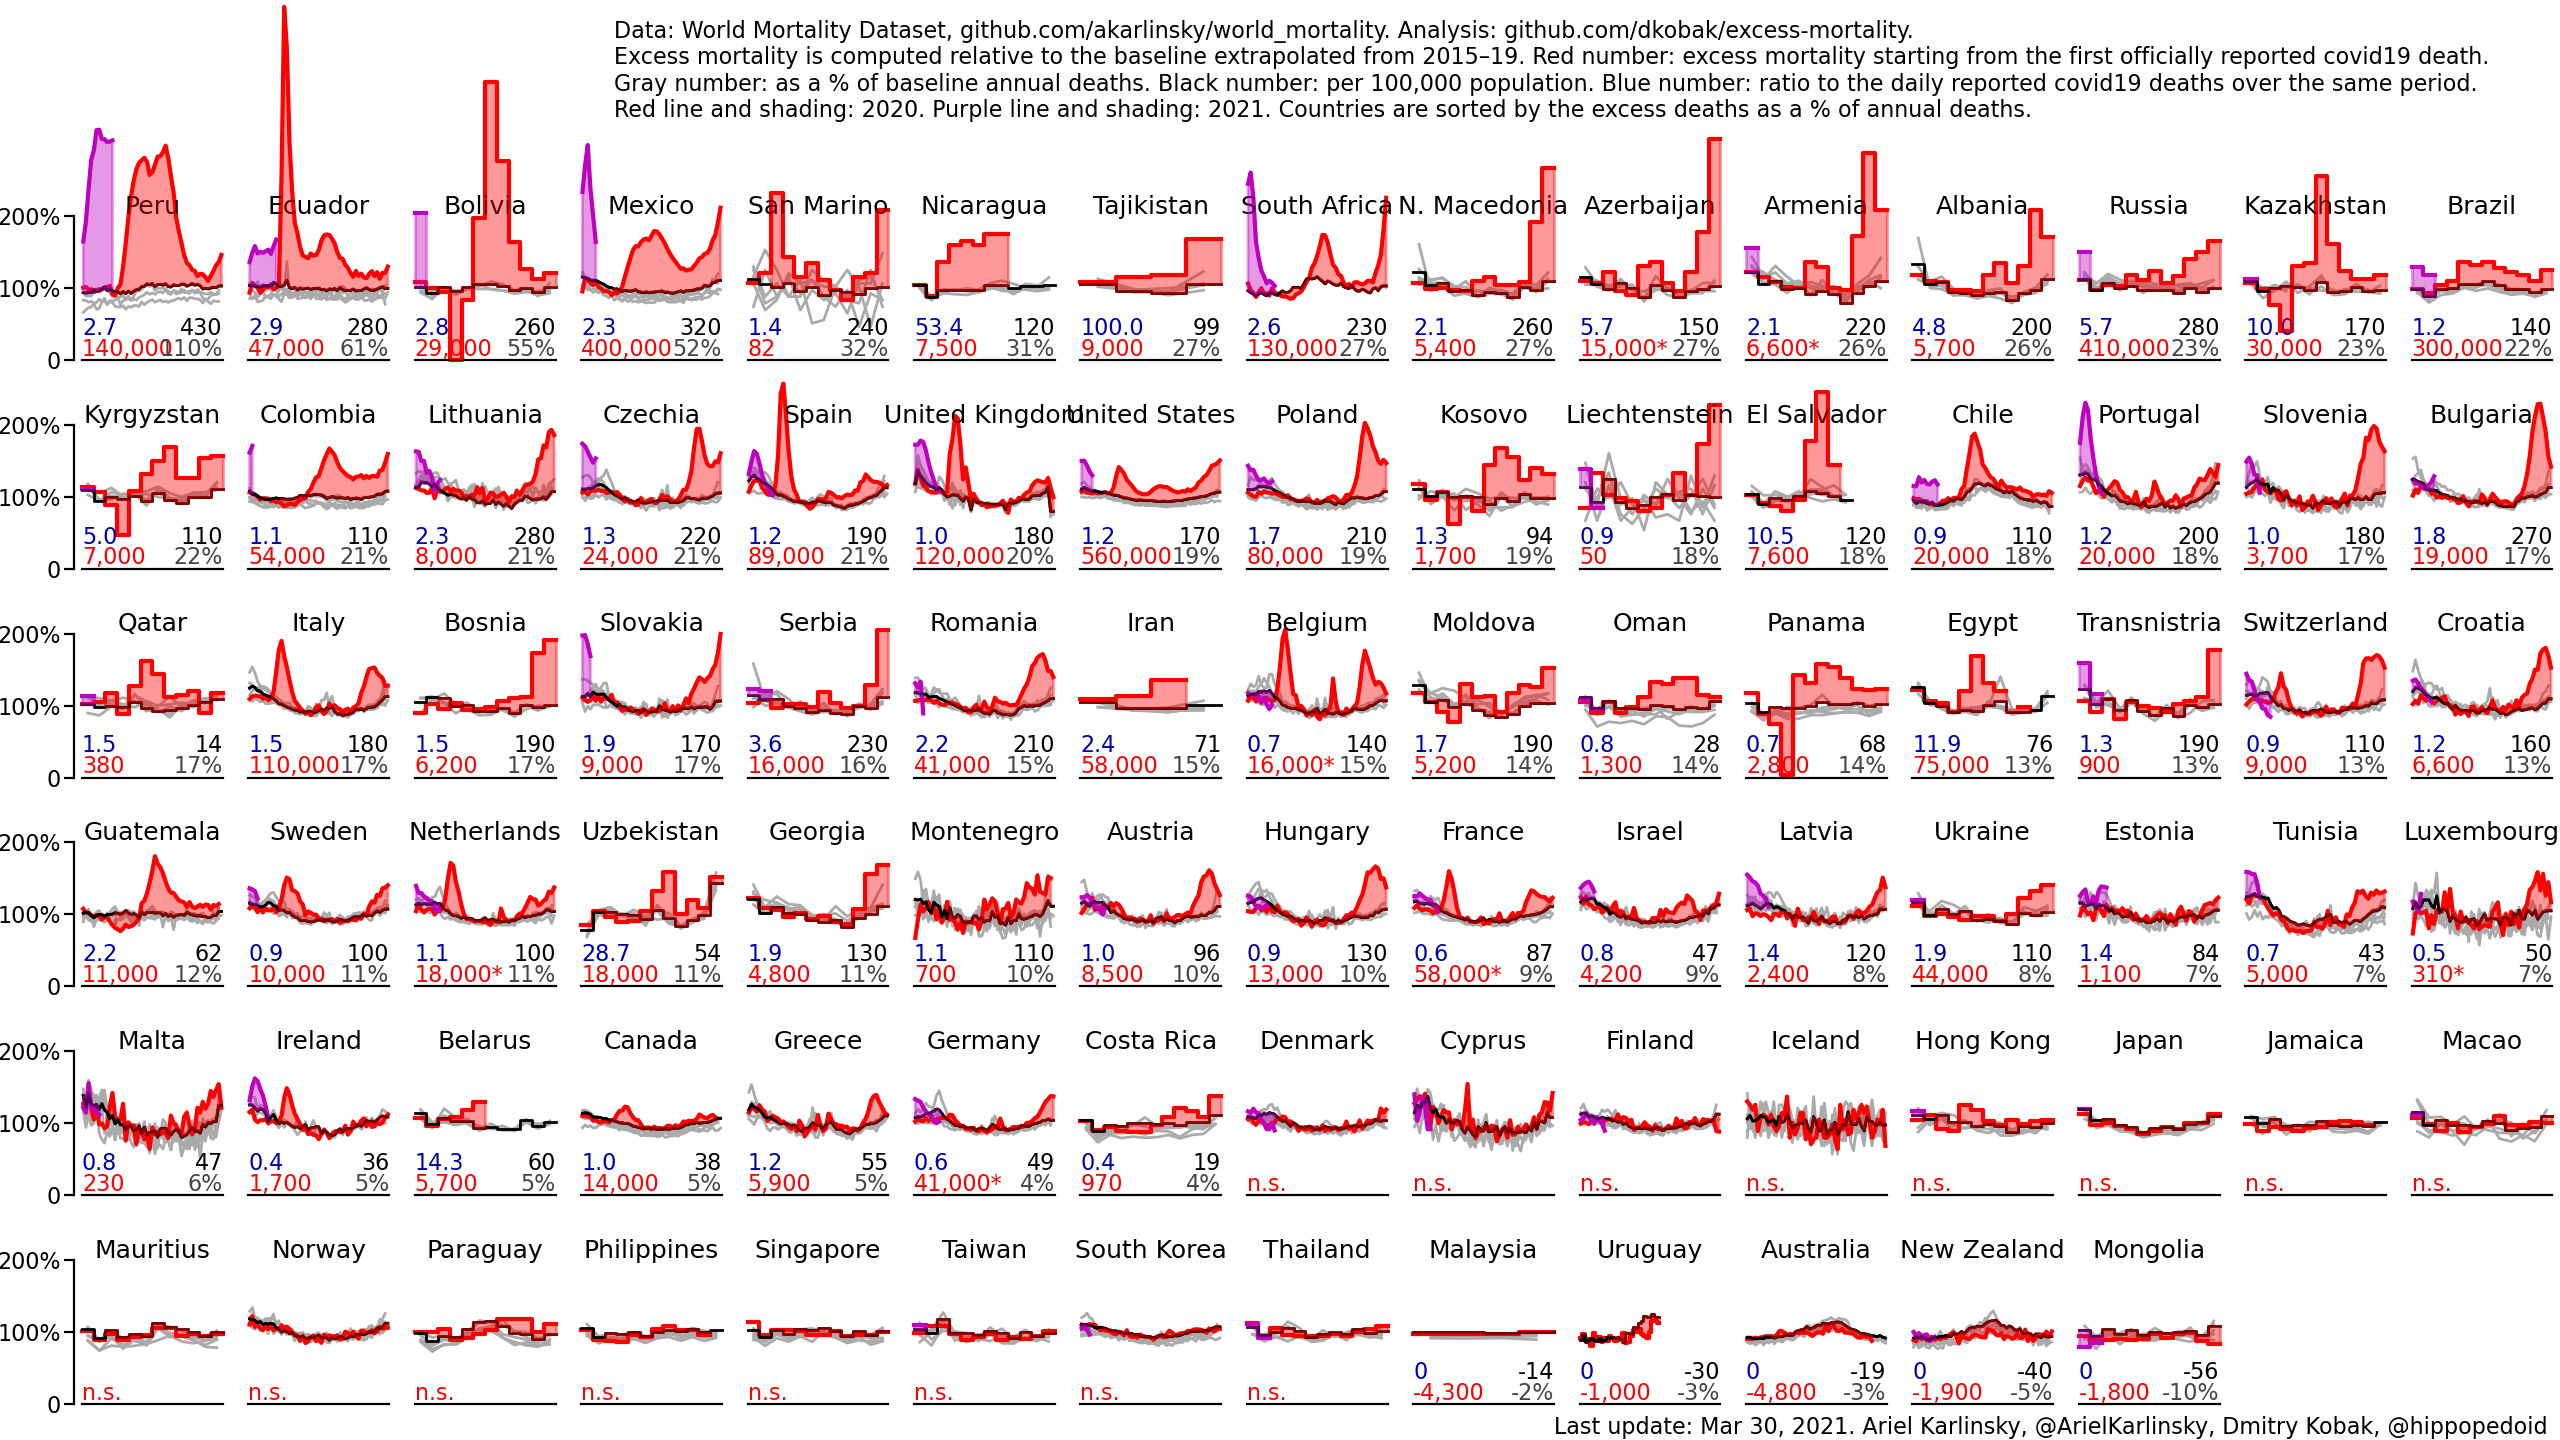 Data: World Mortality Dataset, github.com/akarlinsky/world_mortality. Analysis: github.com/dkobak/excess-mortality.
Excess mortality is computed relative to the baseline extrapolated from 2015–19. Red number: excess mortality starting from the first officially reported covid19 death.
Gray number: as a % of baseline annual deaths. Black number: per 100,000 population. Blue number: ratio to the daily reported covid19 deaths over the same period.
Red line and shading: 2020. Purple line and shading: 2021. Countries are sorted by the excess deaths as a % of annual deaths.
200% Peru Ecuador Bolivia Mexico San Marino Nicaragua Tajikistan South Africa N. Macedonia Azerbaijan Armenia Albania Russia Kazakhstan Brazil
100%
2.7 430 2.9 280 2.8 260 2.3 320 1.4 240 53.4 120 100.0 99 2.6 230 2.1 260 5.7 150 2.1 220 4.8 200 5.7 280 10.0 170 1.2 140
0 140,000 110% 47,000 61% 29,000 55% 400,000 52% 82 32% 7,500 31% 9,000 27% 130,000 27% 5,400 27% 15,000* 27% 6,600* 26% 5,700 26% 410,000 23% 30,000 23% 300,000 22%
200% Kyrgyzstan Colombia Lithuania Czechia Spain United Kingdom United States Poland Kosovo Liechtenstein El Salvador Chile Portugal Slovenia Bulgaria
100%
5.0 110 1.1 110 2.3 280 1.3 220 1.2 190 1.0 180 1.2 170 1.7 210 1.3 94 0.9 130 10.5 120 0.9 110 1.2 200 1.0 180 1.8 270
0 7,000 22% 54,000 21% 8,000 21% 24,000 21% 89,000 21% 120,000 20% 560,000 19% 80,000 19% 1,700 19% 50 18% 7,600 18% 20,000 18% 20,000 18% 3,700 17% 19,000 17%
200% Qatar Italy Bosnia Slovakia Serbia Romania Iran Belgium Moldova Oman Panama Egypt Transnistria Switzerland Croatia
100%
1.5 14 1.5 180 1.5 190 1.9 170 3.6 230 2.2 210 2.4 71 0.7 140 1.7 190 0.8 28 0.7 68 11.9 76 1.3 190 0.9 110 1.2 160
0 380 17% 110,000 17% 6,200 17% 9,000 17% 16,000 16% 41,000 15% 58,000 15% 16,000* 15% 5,200 14% 1,300 14% 2,800 14% 75,000 13% 900 13% 9,000 13% 6,600 13%
200% Guatemala Sweden Netherlands Uzbekistan Georgia Montenegro Austria Hungary France Israel Latvia Ukraine Estonia Tunisia Luxembourg
100%
2.2 62 0.9 100 1.1 100 28.7 54 1.9 130 1.1 110 1.0 96 0.9 130 0.6 87 0.8 47 1.4 120 1.9 110 1.4 84 0.7 43 0.5 50
0 11,000 12% 10,000 11% 18,000* 11% 18,000 11% 4,800 11% 700 10% 8,500 10% 13,000 10% 58,000* 9% 4,200 9% 2,400 8% 44,000 8% 1,100 7% 5,000 7% 310* 7%
200% Malta Ireland Belarus Canada Greece Germany Costa Rica Denmark Cyprus Finland Iceland Hong Kong Japan Jamaica Macao
100%
0.8 47 0.4 36 14.3 60 1.0 38 1.2 55 0.6 49 0.4 19
0 230 6% 1,700 5% 5,700 5% 14,000 5% 5,900 5% 41,000* 4% 970 4% n.s. n.s. n.s. n.s. n.s. n.s. n.s. n.s.
200% Mauritius Norway Paraguay Philippines Singapore Taiwan South Korea Thailand Malaysia Uruguay Australia New Zealand Mongolia
100%
0 -14 0 -30 0 -19 0 -40 0 -56
0 n.s. n.s. n.s. n.s. n.s. n.s. n.s. n.s. -4,300 -2% -1,000 -3% -4,800 -3% -1,900 -5% -1,800 -10%
Last update: Mar 30, 2021. Ariel Karlinsky, @ArielKarlinsky, Dmitry Kobak, @hippopedoid